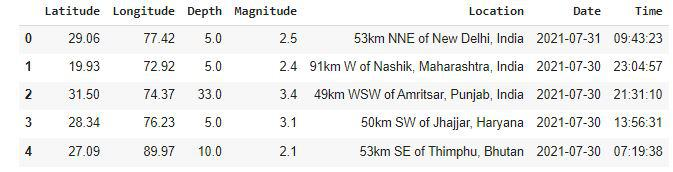 Latitude Longitude Depth Magnitude Location Date Time
0 29.06 77.42 5.0 2.5 53km NNE of New Delhi, India 2021-07-31 09:43:23
1 19.93 72.92 5.0 2.4 91km W of Nashik, Maharashtra, India 2021-07-30 23:04:57
2 31.50 74.37 33.0 3.4 49km WSW of Amritsar, Punjab, India 2021-07-30 21:31:10
3 28.34 76.23 5.0 3.1 50km SW of Jhajjar, Haryana 2021-07-30 13:56:31
4 27.09 89.97 10.0 2.1 53km SE of Thimphu, Bhutan 2021-07-30 07:19:38